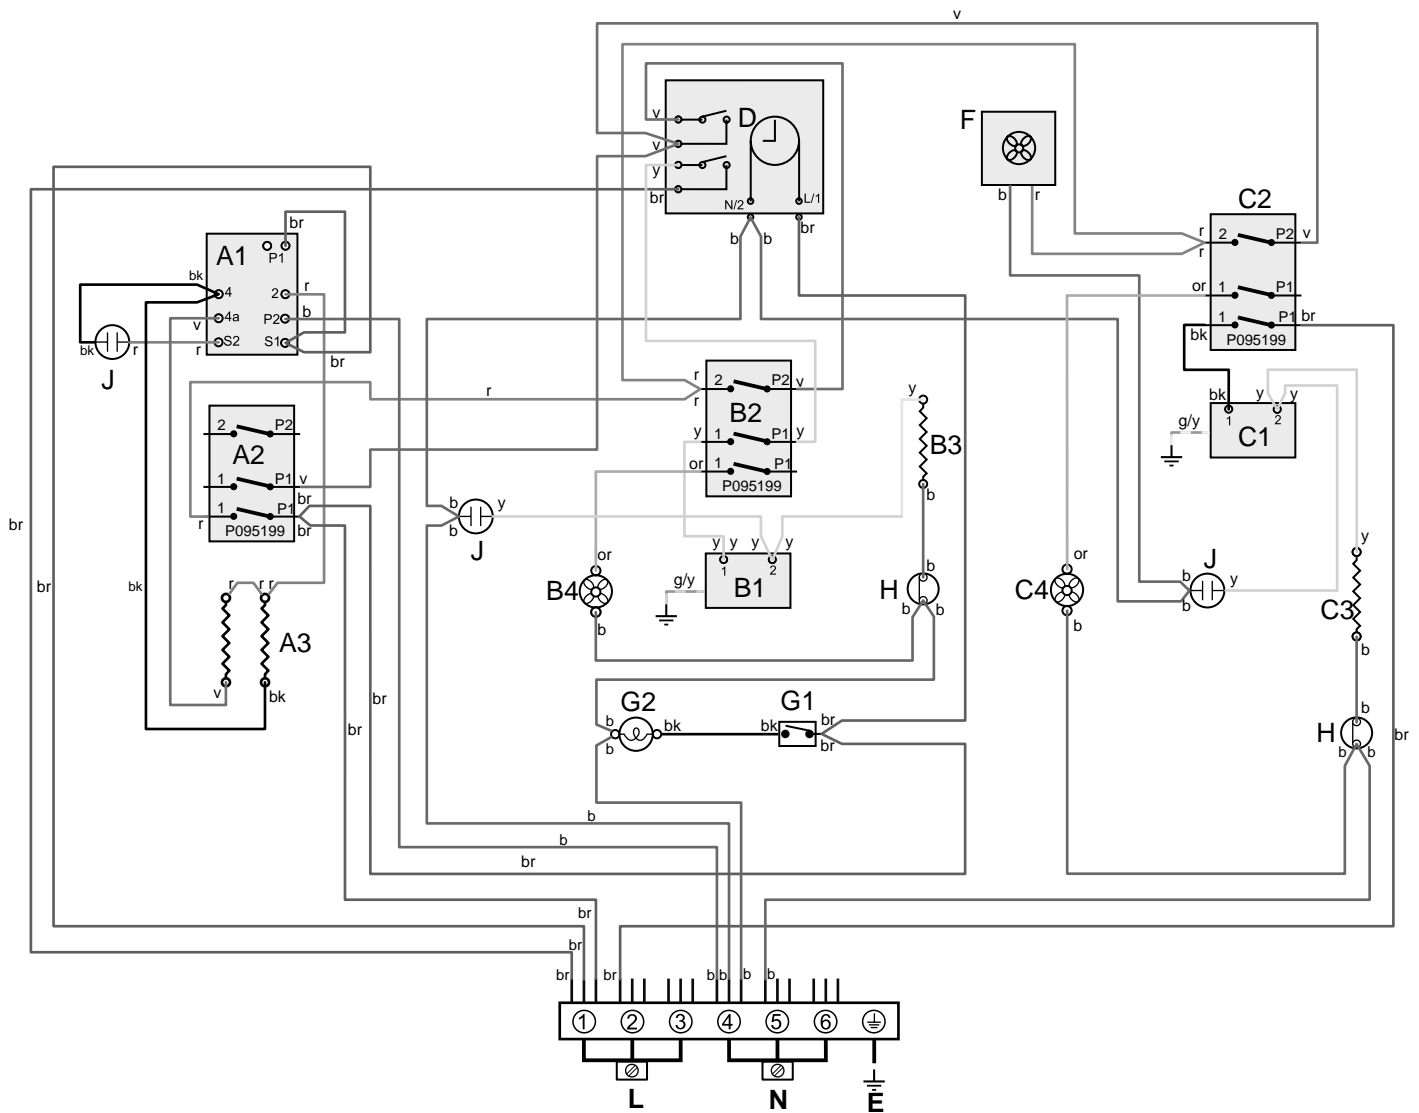 v
v D F
v
y
br N/2 L/1
b b br
b r
C2
r 2 P2 v
r
or 1 P1
1 P1 br
bk P095199
A1 br
P1
bk 4 2 r
v 4a P2 b
bk r r S2 S1
J br
r
r 2 P2 v
r
B2
y 1 P1 y
or 1 P1
P095199
y
B3
b
bk y y
1 2
g/y C1
2 P2
A2
1 P1 v
br
r 1 P1
br
P095199
br
b y
b
J
y y y y
1 2
g/y B1
or
B4
b
b
H
b b
or
C4
b
J
b y
b
y
C3
b
b
H
b b
br
br
bk
r r r
A3
v bk
br
br
G2 G1
b bk bk br
b br
b
b
br
br
br
br br b b b b
1 2 3 4 5 6
L N E